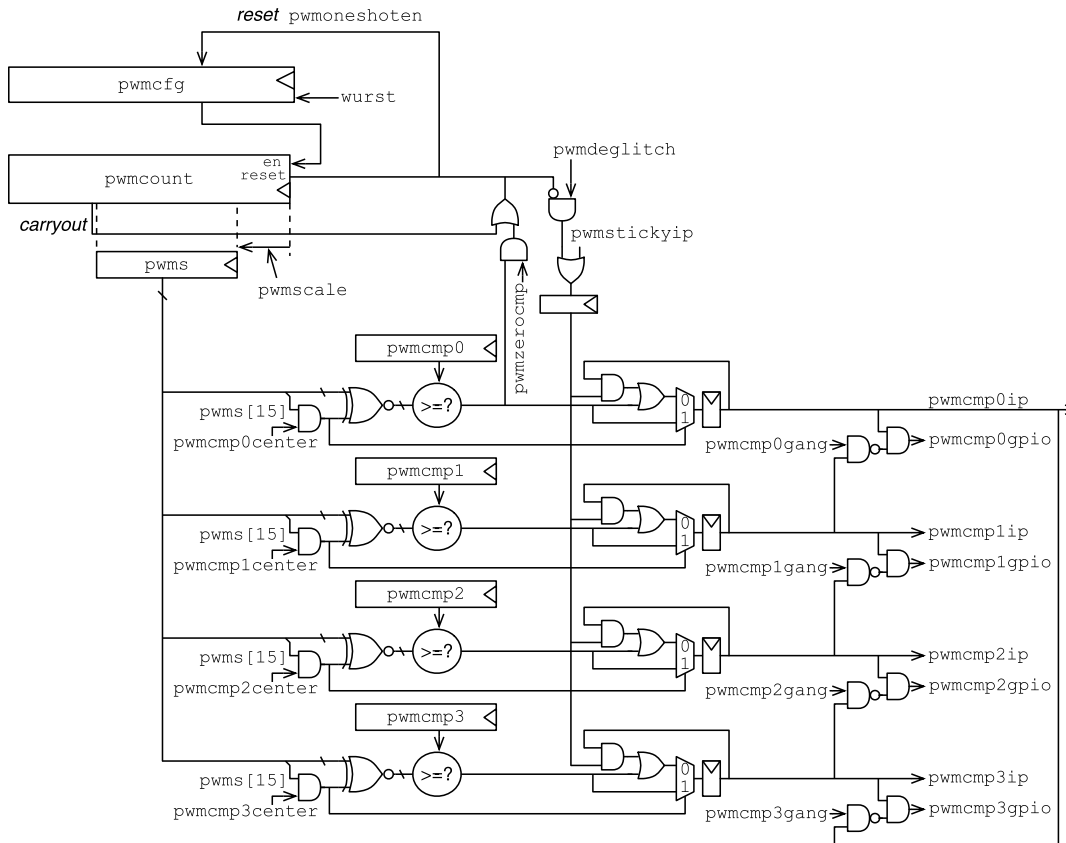 reset pwmoneshoten
pwmcfg
wurst
en
reset
pwmcount
pwmdeglitch
carryout
pwmstickyip
pwms
pwmscale
pwmzerocmp
pwmcmp0
>=?
0
1
pwms[15]
pwmcmp0center
pwmcmp0ip
pwmcmp0gang
pwmcmp0gpio
pwmcmp1
>=?
0
1
pwms[15]
pwmcmp1center
pwmcmp1ip
pwmcmp1gang
pwmcmp1gpio
pwmcmp2
>=?
0
1
pwms[15]
pwmcmp2center
pwmcmp2ip
pwmcmp2gang
pwmcmp2gpio
pwmcmp3
>=?
0
1
pwms[15]
pwmcmp3center
pwmcmp3ip
pwmcmp3gang
pwmcmp3gpio